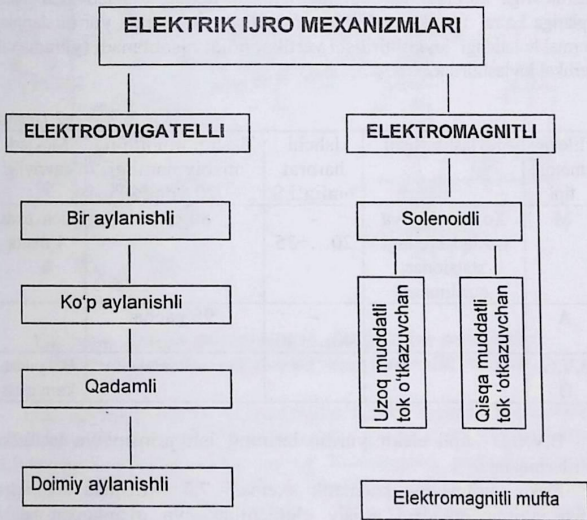 ELEKTRIK IJRO MEXANIZMLARI
ELEKTRODVIGATELLI
ELEKTROMAGNITLI
Bir aylanishli
Solenoidli
Ko'p aylanishli
Uzoq muddatli
tok o'tkazuvchan
Qisqa muddatli
tok 'otkazuvchan
Qadamli
Doimiy aylanishli
Elektromagnitli mufta